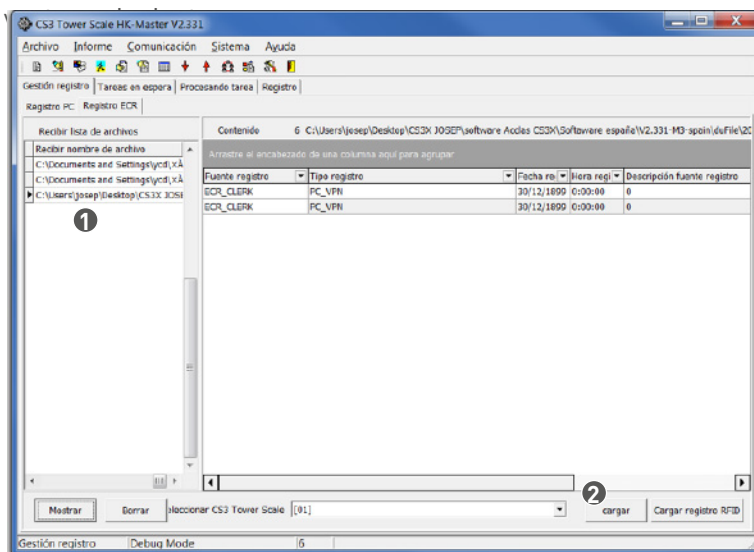 CS3 Tower Scale HK-Master V2.331
Archivo Informe Comunicación Sistema Ayuda
Gestión registro Tareas en espera Procesando tarea Registro
Registro PC Registro ECR
Recibir lista de archivos
Contenido 6 C:\Users\josep\Desktop\CS3X JOSEP\software Accles CS3X\Software españa\V2.331-M3-spain\duFile\20
Recibir nombre de archivo
Arrastre el encabezado de una columna aquí para agrupar
C:\Documents and Settings\ycd\XÀ
C:\Documents and Settings\ycd\XÀ
C:\Users\josep\Desktop\CS3X JOSE
Fuente registro Tipo registro Fecha re Hora regi Descripción fuente registro
ECR_CLERK PC_VPN 30/12/1899 0:00:00 0
ECR_CLERK PC_VPN 30/12/1899 0:00:00 0
1
2
Mostrar Borrar eleccionar CS3 Tower Scale [01] cargar Cargar registro RFID
Gestión registro Debug Mode 6